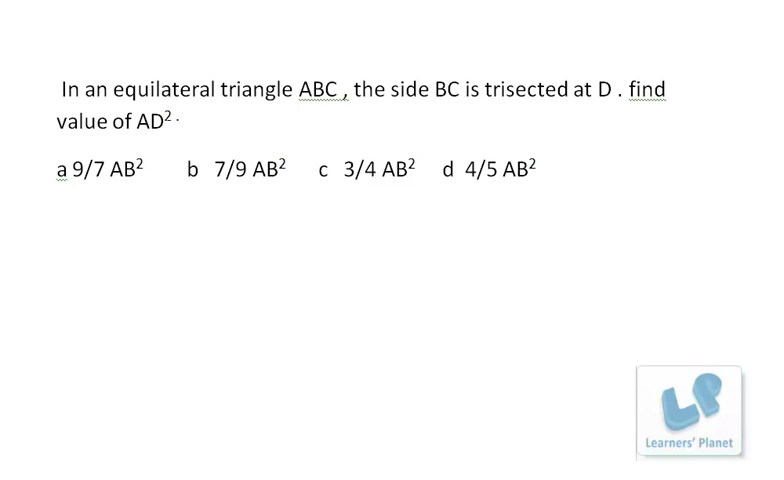 In an equilateral triangle ABC , the side BC is trisected at D . find
value of AD² .
a 9/7 AB² b 7/9 AB² c 3/4 AB² d 4/5 AB²
LP
Learners' Planet